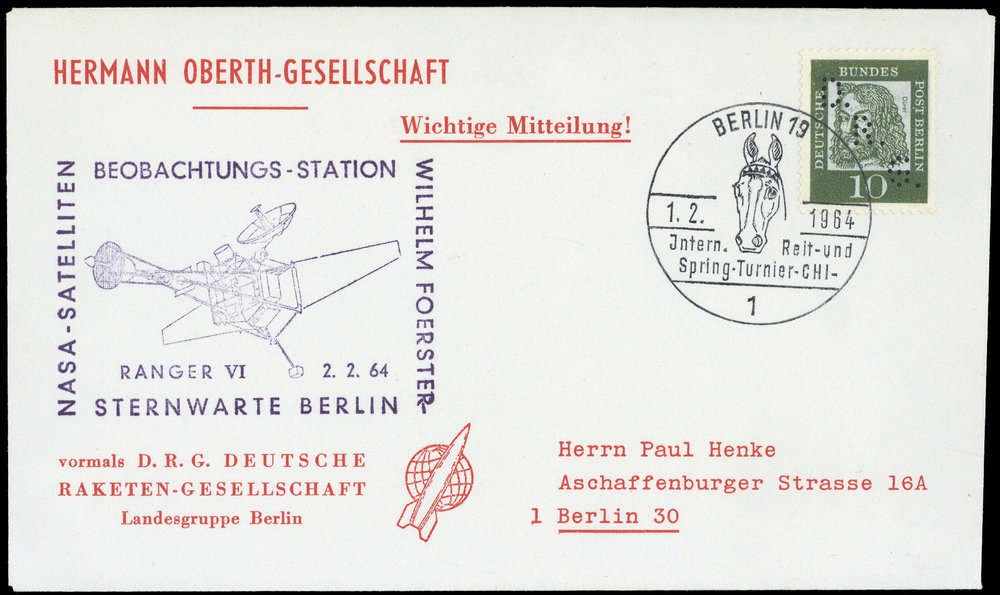 HERMANN OBERTH-GESELLSCHAFT
Wichtige Mitteilung!
DEUTSCHE
BUNDES
POST BERLIN
Dürer
10
D.
R.
G.
BERLIN 19
1. 2.
1964
Intern. Reit-und
Spring-Turnier-CHI-
1
NASA-SATELLITEN
BEOBACHTUNGS-STATION
WILHELM FOERSTER-
RANGER VI 2. 2. 64
STERNWARTE BERLIN
vormals D. R. G. DEUTSCHE
RAKETEN-GESELLSCHAFT
Landesgruppe Berlin
Herrn Paul Henke
Aschaffenburger Strasse 16A
1 Berlin 30